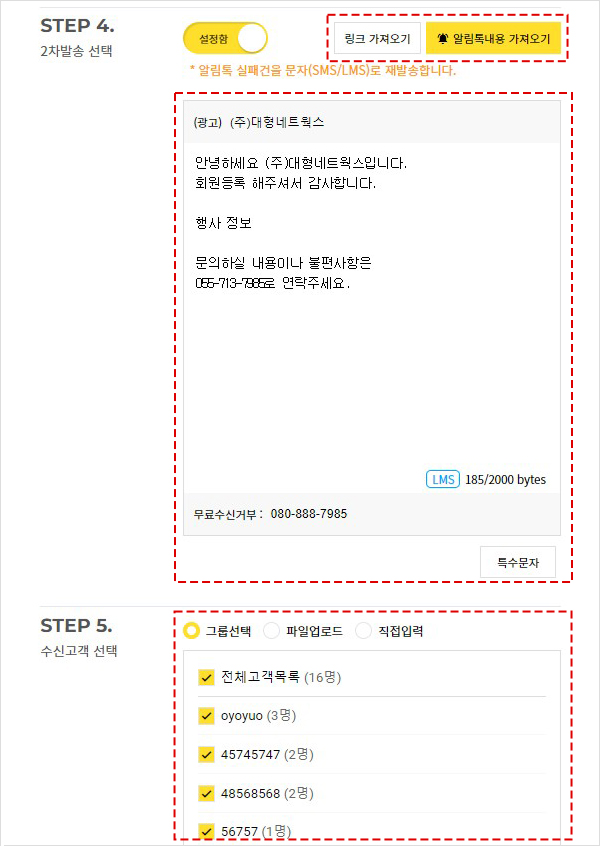 STEP 4.
2차발송 선택
설정함
링크 가져오기
알림톡내용 가져오기
* 알림톡 실패건을 문자(SMS/LMS)로 재발송합니다.
(광고) (주)대형네트웍스
안녕하세요 (주)대형네트웍스입니다.
회원등록 해주셔서 감사합니다.
행사 정보
문의하실 내용이나 불편사항은
055-713-7985로 연락주세요.
LMS 185/2000 bytes
무료수신거부 : 080-888-7985
특수문자
STEP 5.
수신고객 선택
그룹선택 파일업로드 직접입력
전체고객목록 (16명)
oyoyuo (3명)
45745747 (2명)
48568568 (2명)
56757 (1명)